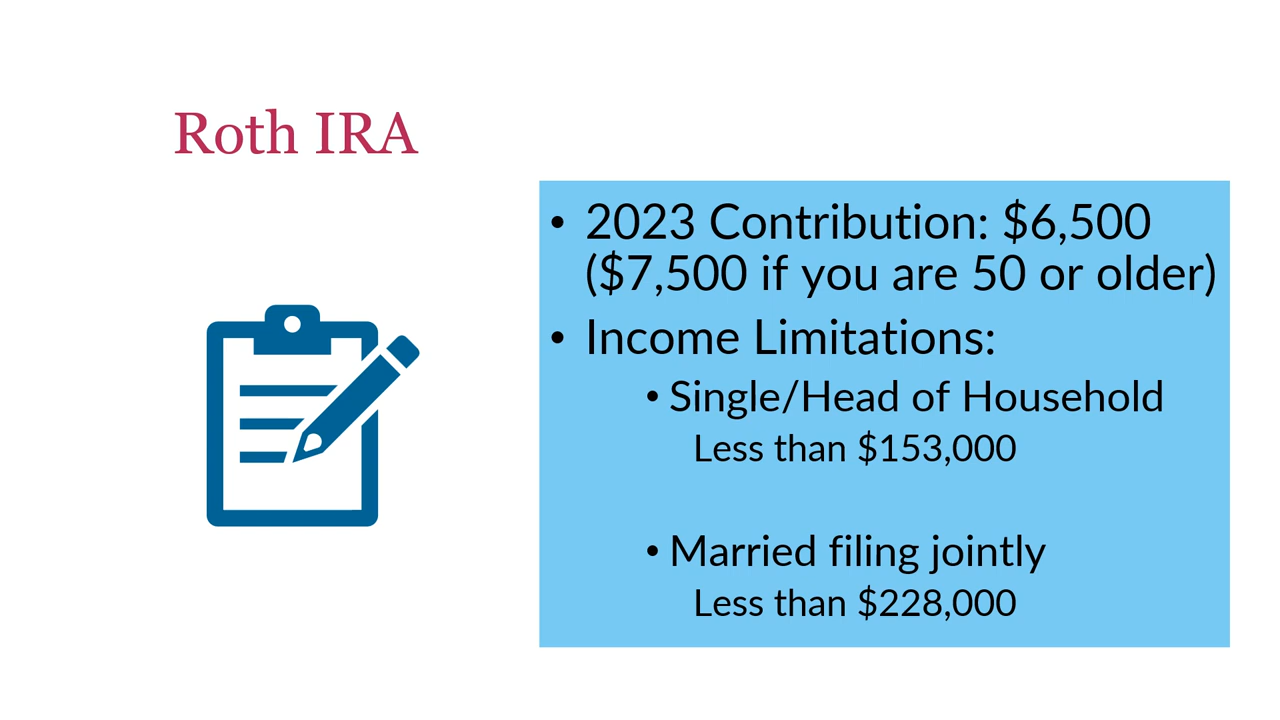 Roth IRA
• 2023 Contribution: $6,500
($7,500 if you are 50 or older)
• Income Limitations:
• Single/Head of Household
Less than $153,000
• Married filing jointly
Less than $228,000